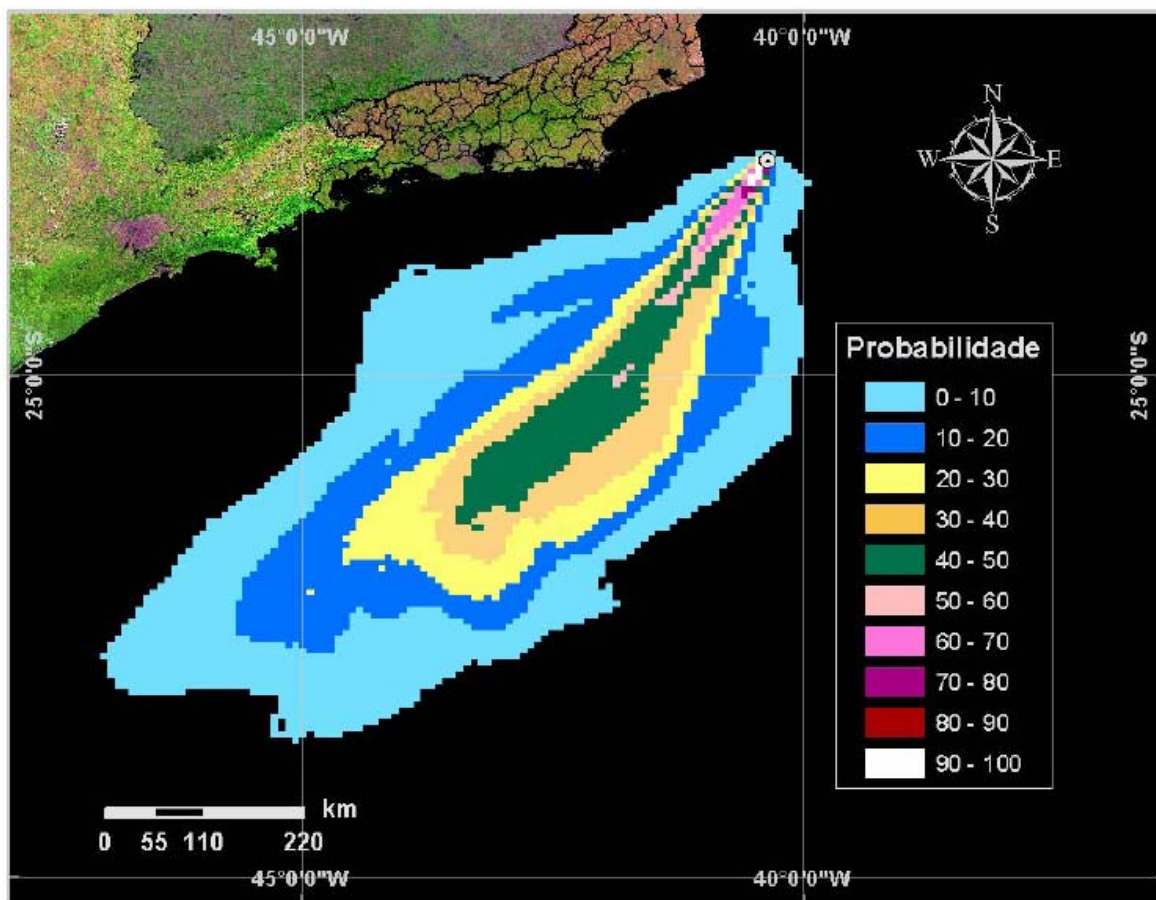 45°0'0"W 40°0'0"W
N
W E
S
25°0'0"S 25°0'0"S
Probabilidade
0 - 10
10 - 20
20 - 30
30 - 40
40 - 50
50 - 60
60 - 70
70 - 80
80 - 90
90 - 100
km
0 55 110 220
45°0'0"W 40°0'0"W